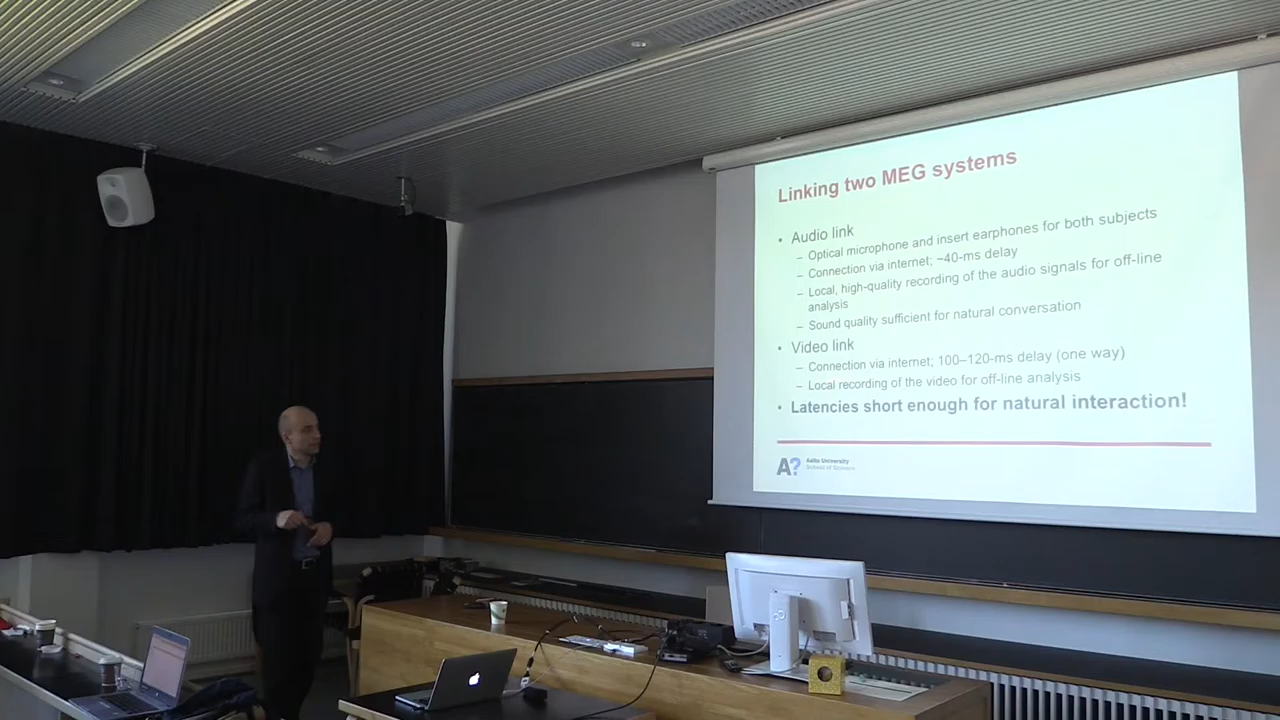 Linking two MEG systems
• Audio link
– Optical microphone and insert earphones for both subjects
– Connection via internet; ~40-ms delay
– Local, high-quality recording of the audio signals for off-line
analysis
– Sound quality sufficient for natural conversation
• Video link
– Connection via internet; 100–120-ms delay (one way)
– Local recording of the video for off-line analysis
• Latencies short enough for natural interaction!
A?
Aalto University
School of Science